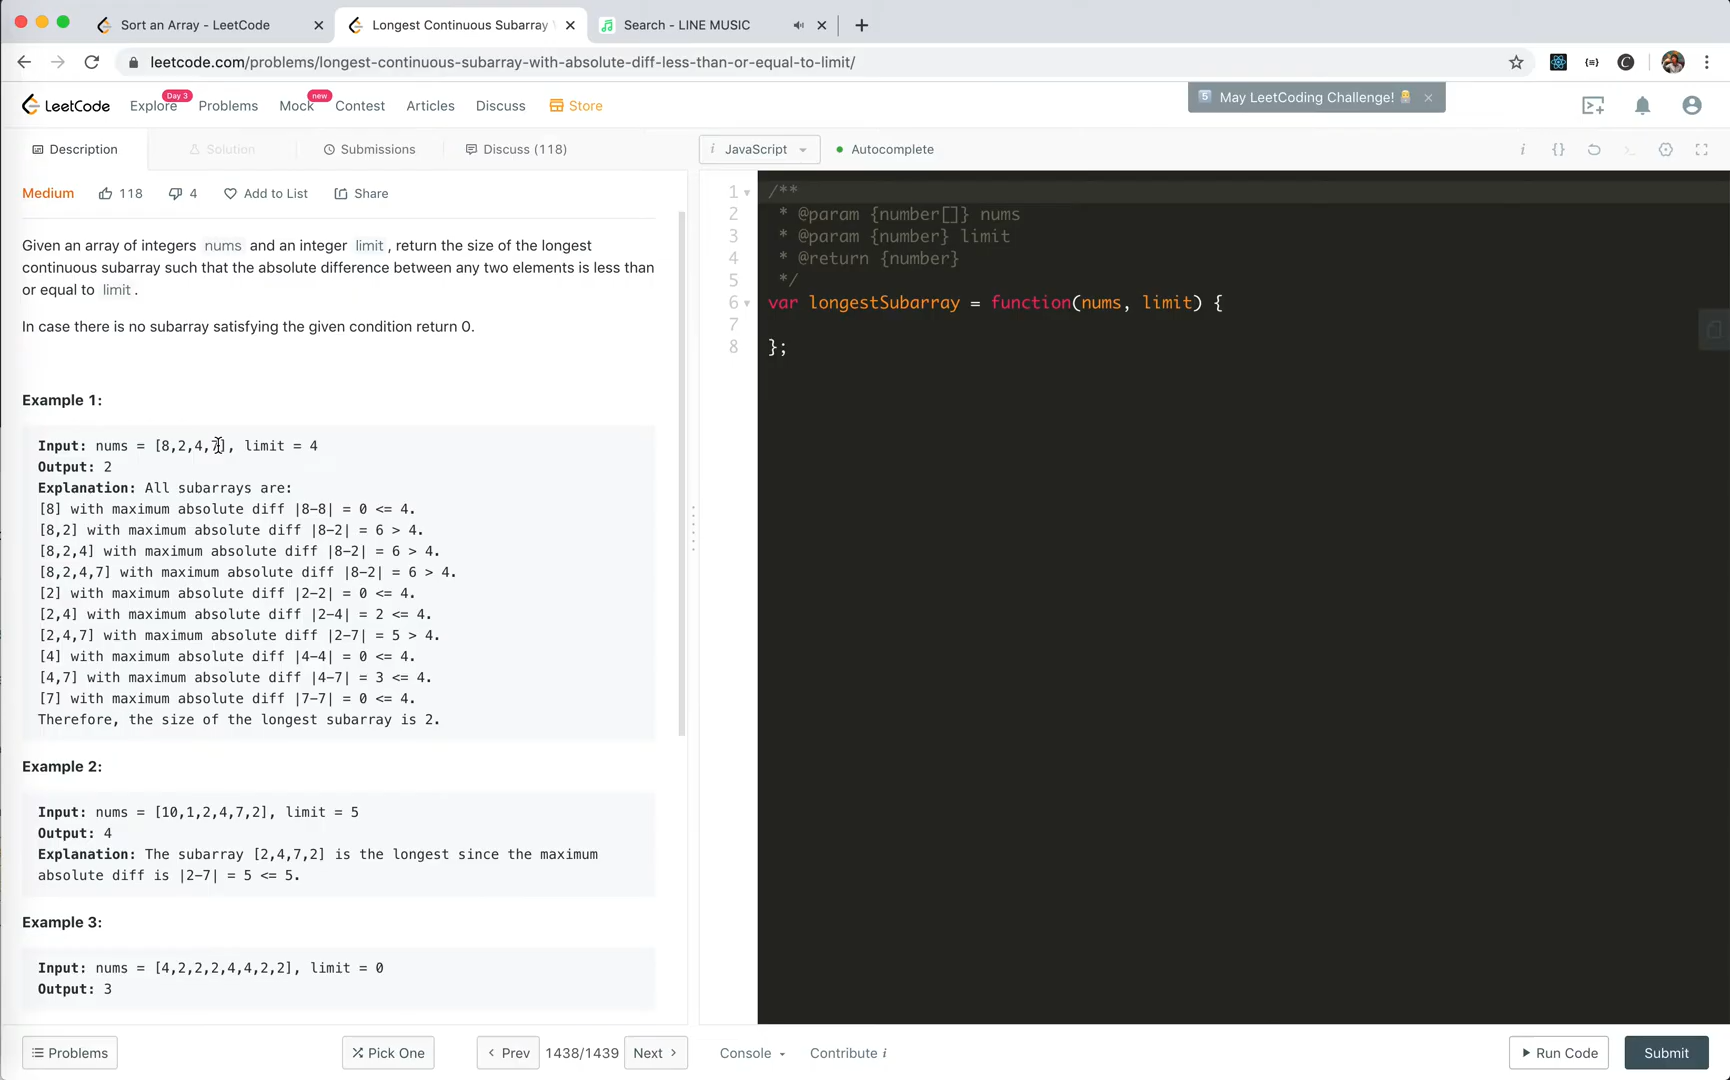 Sort an Array - LeetCode
Longest Continuous Subarray
Search - LINE MUSIC
leetcode.com/problems/longest-continuous-subarray-with-absolute-diff-less-than-or-equal-to-limit/
LeetCode
Explore
Day 3
Problems
Mock
new
Contest
Articles
Discuss
Store
May LeetCoding Challenge!
Description
Solution
Submissions
Discuss (118)
i JavaScript
Autocomplete
Medium
118
4
Add to List
Share
Given an array of integers nums and an integer limit, return the size of the longest
continuous subarray such that the absolute difference between any two elements is less than
or equal to limit.
In case there is no subarray satisfying the given condition return 0.
Example 1:
Input: nums = [8,2,4,7], limit = 4
Output: 2
Explanation: All subarrays are:
[8] with maximum absolute diff |8-8| = 0 <= 4.
[8,2] with maximum absolute diff |8-2| = 6 > 4.
[8,2,4] with maximum absolute diff |8-2| = 6 > 4.
[8,2,4,7] with maximum absolute diff |8-2| = 6 > 4.
[2] with maximum absolute diff |2-2| = 0 <= 4.
[2,4] with maximum absolute diff |2-4| = 2 <= 4.
[2,4,7] with maximum absolute diff |2-7| = 5 > 4.
[4] with maximum absolute diff |4-4| = 0 <= 4.
[4,7] with maximum absolute diff |4-7| = 3 <= 4.
[7] with maximum absolute diff |7-7| = 0 <= 4.
Therefore, the size of the longest subarray is 2.
Example 2:
Input: nums = [10,1,2,4,7,2], limit = 5
Output: 4
Explanation: The subarray [2,4,7,2] is the longest since the maximum
absolute diff is |2-7| = 5 <= 5.
Example 3:
Input: nums = [4,2,2,2,4,4,2,2], limit = 0
Output: 3
1 /**
2 * @param {number[]} nums
3 * @param {number} limit
4 * @return {number}
5 */
6 var longestSubarray = function(nums, limit) {
7
8 };
Problems
Pick One
Prev
1438/1439
Next
Console
Contribute i
Run Code
Submit